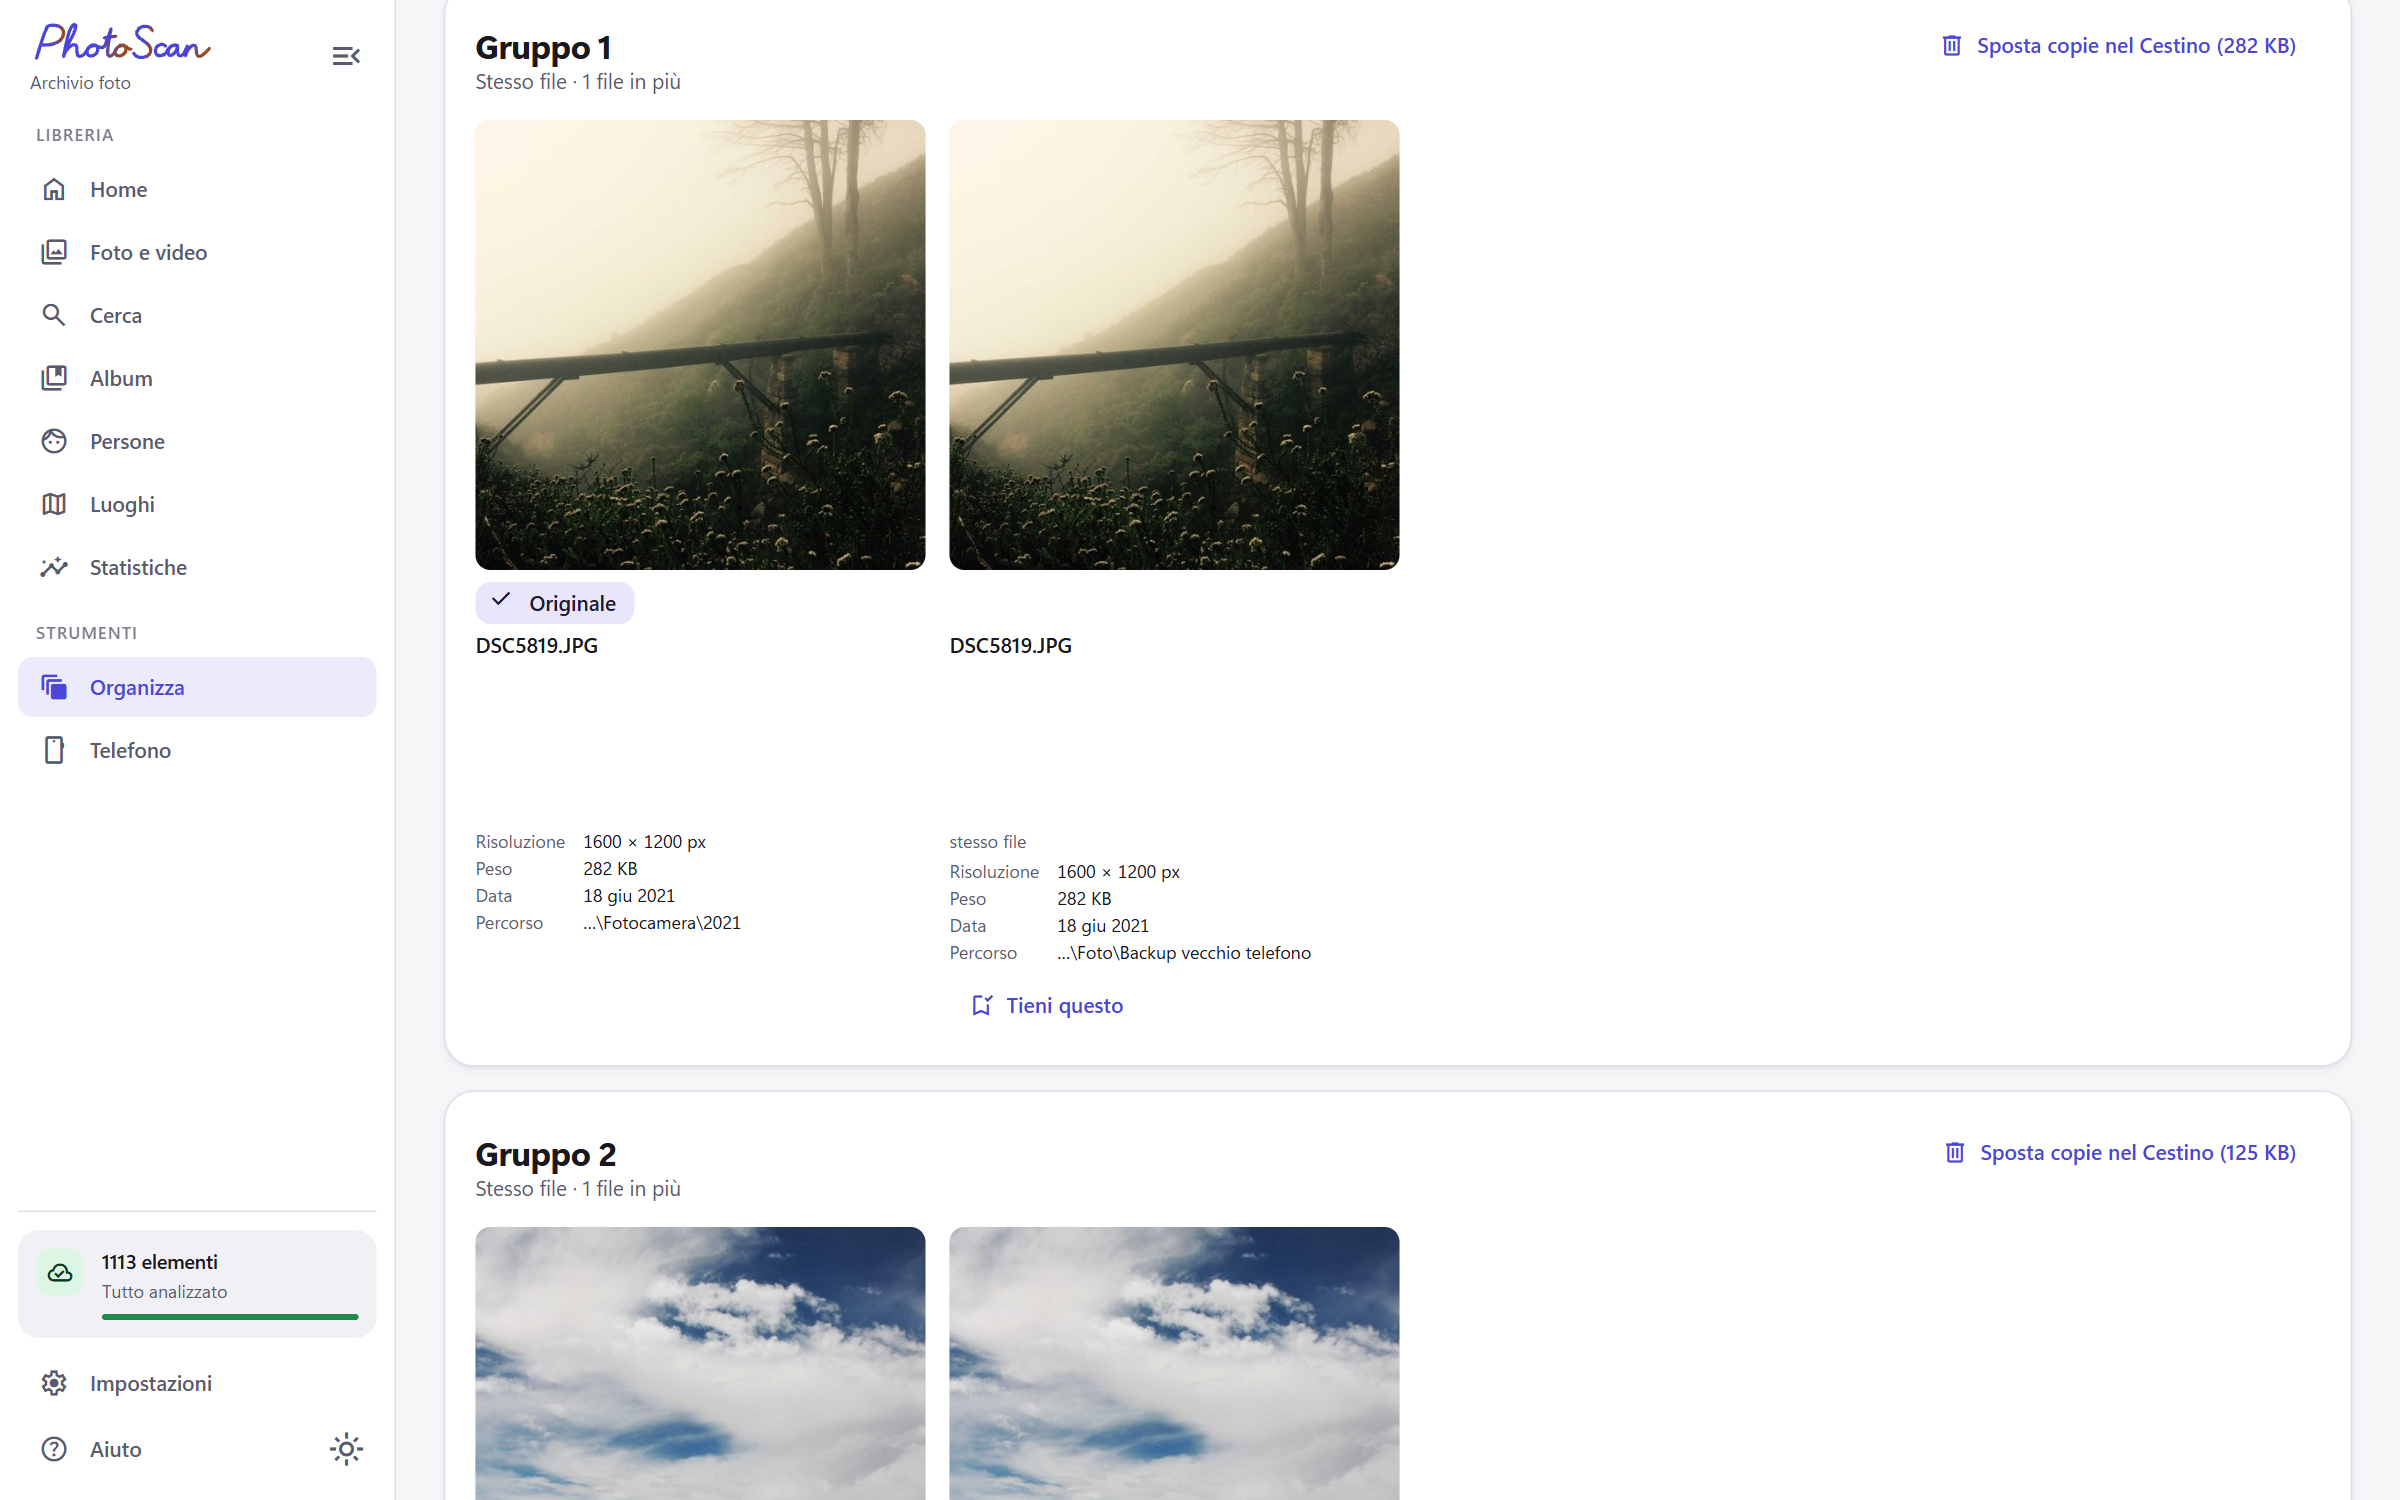 PhotoScan
Archivio foto
LIBRERIA
Home
Foto e video
Cerca
Album
Persone
Luoghi
Statistiche
STRUMENTI
Organizza
Telefono
1113 elementi
Tutto analizzato
Impostazioni
Aiuto
Gruppo 1
Stesso file · 1 file in più
Sposta copie nel Cestino (282 KB)
Originale
DSC5819.JPG
Risoluzione 1600 × 1200 px
Peso 282 KB
Data 18 giu 2021
Percorso ...\Fotocamera\2021
DSC5819.JPG
stesso file
Risoluzione 1600 × 1200 px
Peso 282 KB
Data 18 giu 2021
Percorso ...\Foto\Backup vecchio telefono
Tieni questo
Gruppo 2
Stesso file · 1 file in più
Sposta copie nel Cestino (125 KB)